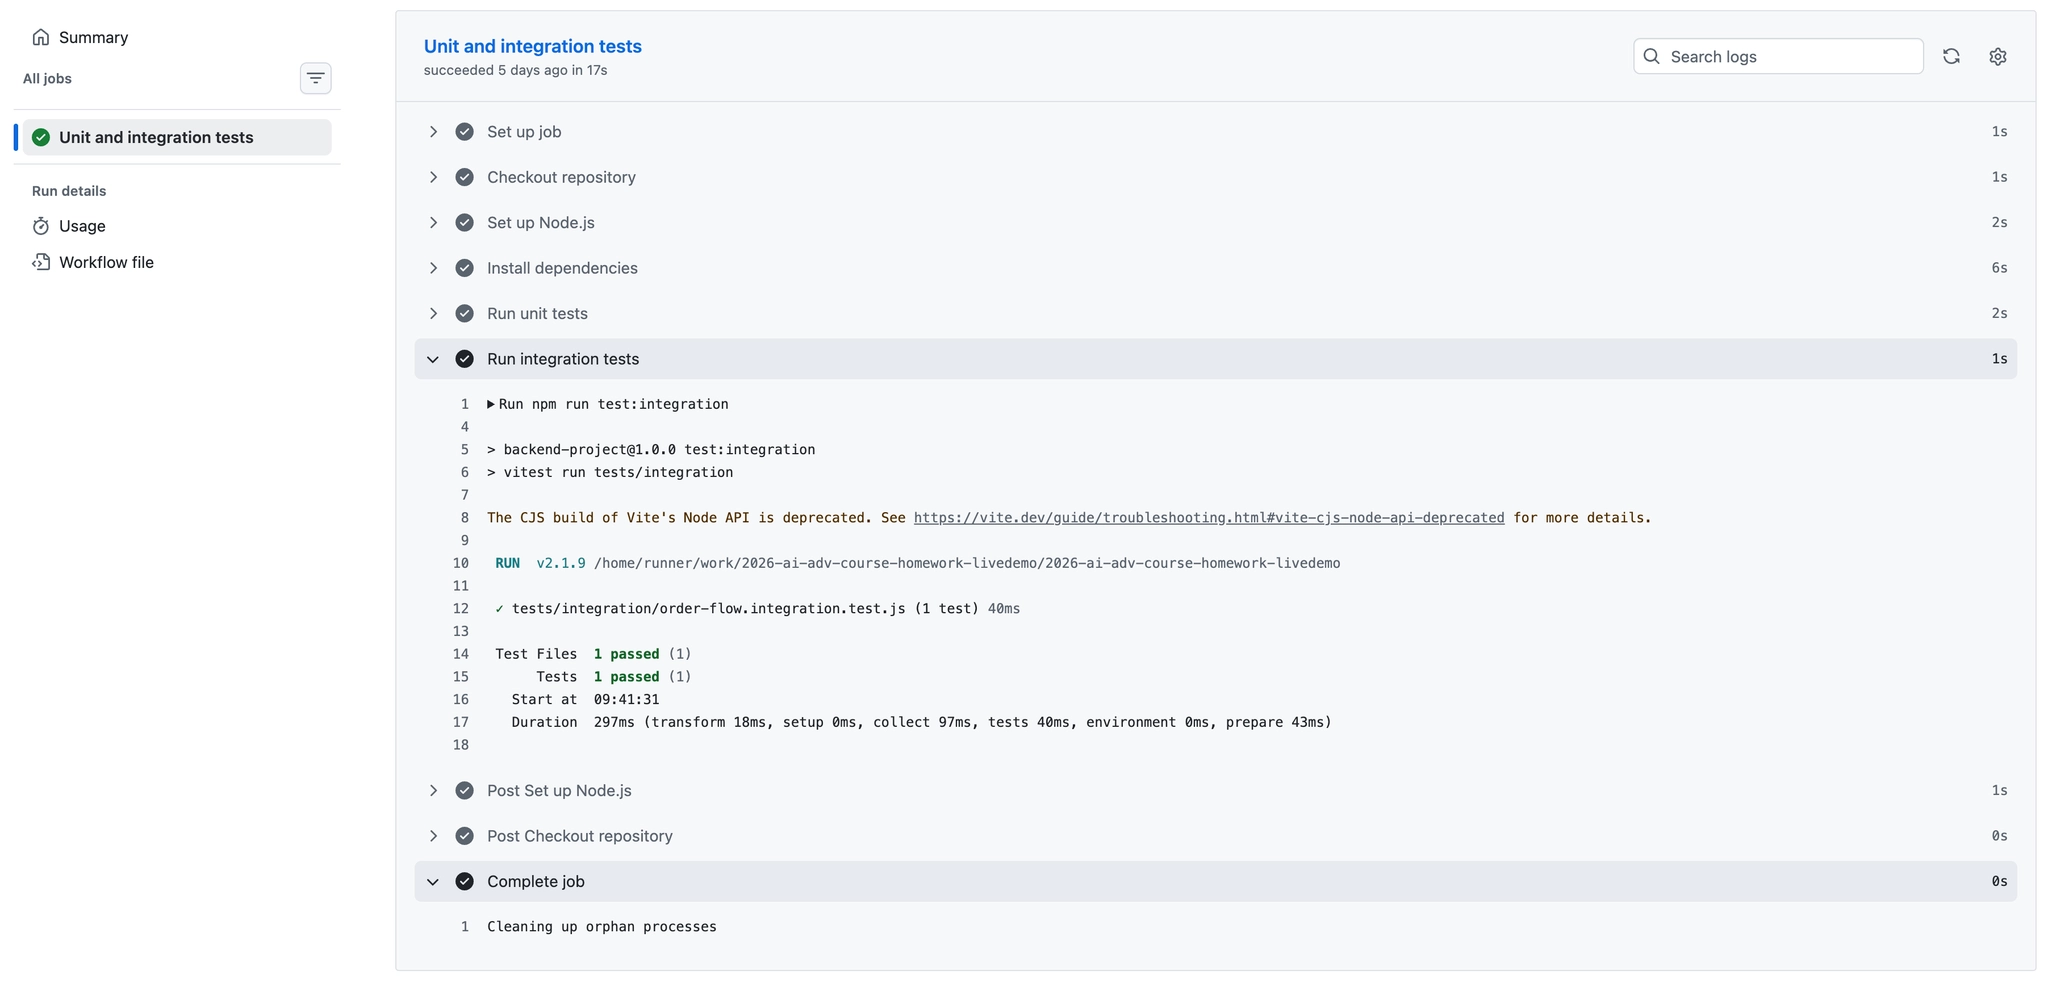 Summary
All jobs
Unit and integration tests
Run details
Usage
Workflow file
Unit and integration tests
succeeded 5 days ago in 17s
Search logs
Set up job 1s
Checkout repository 1s
Set up Node.js 2s
Install dependencies 6s
Run unit tests 2s
Run integration tests 1s
1 Run npm run test:integration
4
5 > backend-project@1.0.0 test:integration
6 > vitest run tests/integration
7
8 The CJS build of Vite's Node API is deprecated. See https://vite.dev/guide/troubleshooting.html#vite-cjs-node-api-deprecated for more details.
9
10 RUN v2.1.9 /home/runner/work/2026-ai-adv-course-homework-livedemo/2026-ai-adv-course-homework-livedemo
11
12 ✓ tests/integration/order-flow.integration.test.js (1 test) 40ms
13
14 Test Files 1 passed (1)
15 Tests 1 passed (1)
16 Start at 09:41:31
17 Duration 297ms (transform 18ms, setup 0ms, collect 97ms, tests 40ms, environment 0ms, prepare 43ms)
18
Post Set up Node.js 1s
Post Checkout repository 0s
Complete job 0s
1 Cleaning up orphan processes